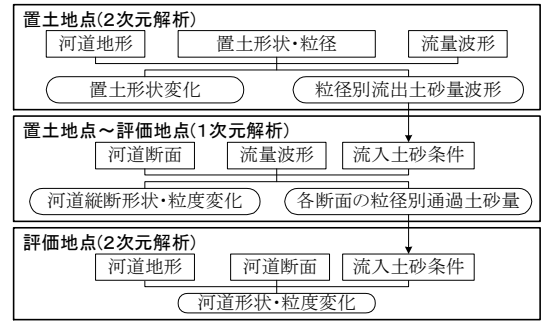 置土地点(2次元解析)
河道地形 置土形状・粒径 流量波形
置土形状変化 粒径別流出土砂量波形
置土地点～評価地点(1次元解析)
河道断面 流量波形 流入土砂条件
河道縦断形状・粒度変化 各断面の粒径別通過土砂量
評価地点(2次元解析)
河道地形 河道断面 流入土砂条件
河道形状・粒度変化